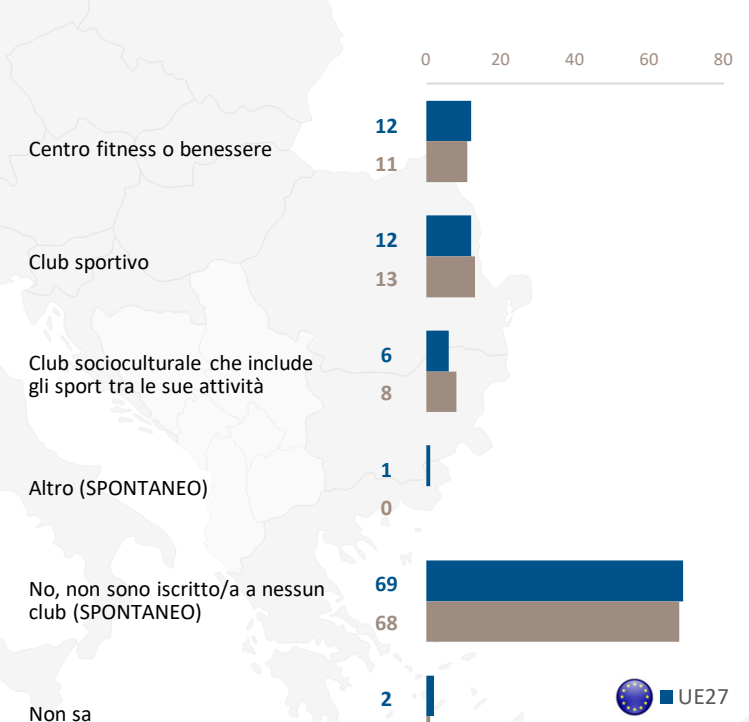 0 20 40 60 80
12
Centro fitness o benessere
11
12
Club sportivo
13
Club socioculturale che include
gli sport tra le sue attività
6
8
1
Altro (SPONTANEO)
0
No, non sono iscritto/a a nessun
club (SPONTANEO)
69
68
2
Non sa
UE27